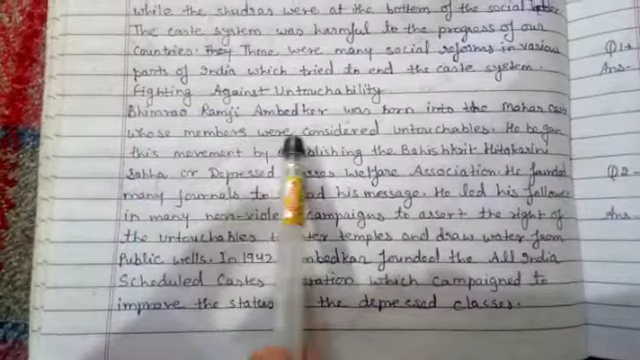 while the shudras were at the bottom of the social
The caste system was harmful to the progress of our Q1
Countries. They There were many social reforms in various Ans-
parts of India which tried to end the caste system.
Fighting Against Untouchability
Bhimrao Ramji Ambedkar was born into the Mahar
whose members were considered untouchables. He began
this movement by the Bahishkrit Hitakarini
Sabha or Depressed Welfare Association. He founded Q2-
many journals to his message. He led his
in many campaigns to assert the right of Ans
the untouchables temples and draw water from
Public wells. In 1942 founded the All India
Scheduled Castes which campaigned to
improve the status the depressed classes.